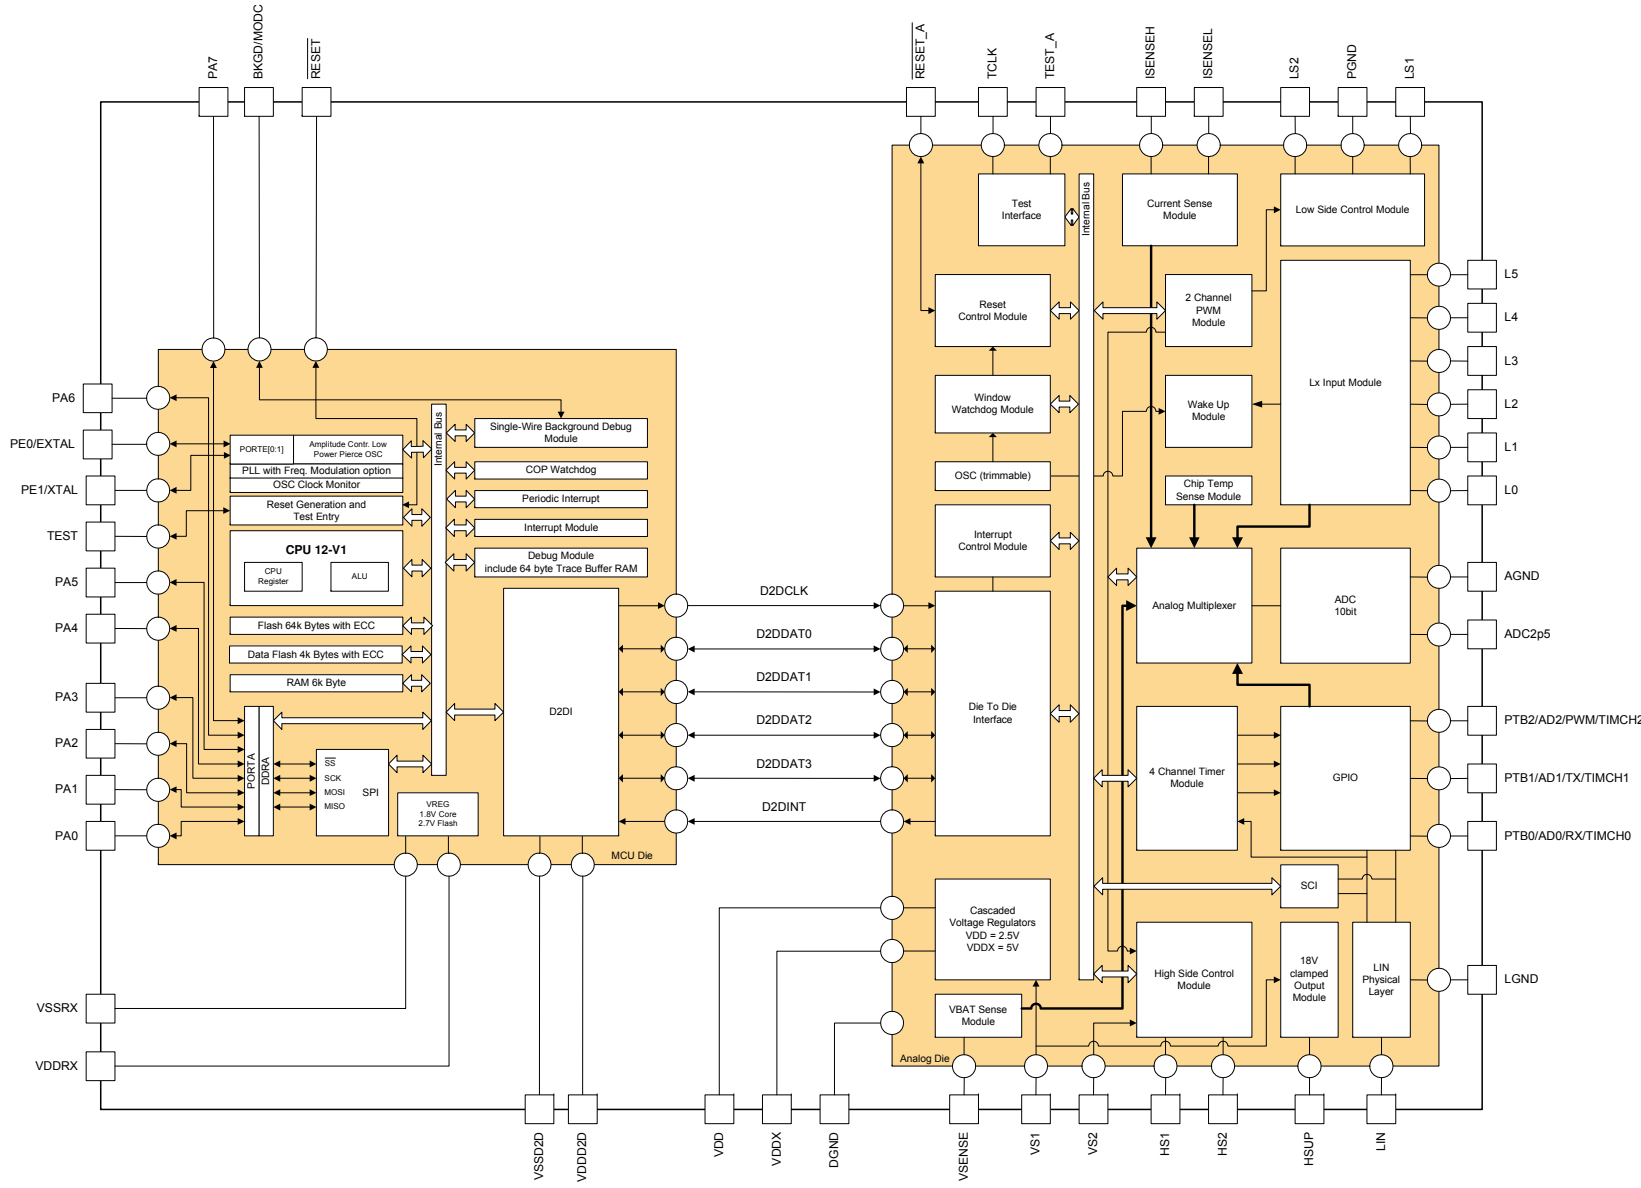 PA7
BKGD/MODC
RESET
RESET_A
TCLK
TEST_A
ISENSEH
ISENSEL
LS2
PGND
LS1
PA6
PE0/EXTAL
PE1/XTAL
TEST
PA5
PA4
PA3
PA2
PA1
PA0
VSSRX
VDDRX
PORTE[0:1]
Amplitude Contr. Low
Power Pierce OSC
PLL with Freq. Modulation option
OSC Clock Monitor
Reset Generation and
Test Entry
CPU 12-V1
CPU
Register
ALU
Flash 64k Bytes with ECC
Data Flash 4k Bytes with ECC
RAM 6k Byte
PORTA
DDRA
SS
SCK
MOSI
MISO
SPI
VREG
1.8V Core
2.7V Flash
Internal Bus
Single-Wire Background Debug
Module
COP Watchdog
Periodic Interrupt
Interrupt Module
Debug Module
include 64 byte Trace Buffer RAM
D2DI
MCU Die
D2DCLK
D2DDAT0
D2DDAT1
D2DDAT2
D2DDAT3
D2DINT
Test
Interface
Reset
Control Module
Window
Watchdog Module
OSC (trimmable)
Interrupt
Control Module
Die To Die
Interface
Cascaded
Voltage Regulators
VDD = 2.5V
VDDX = 5V
VBAT Sense
Module
Analog Die
Internal Bus
Current Sense
Module
Low Side Control Module
2 Channel
PWM
Module
Wake Up
Module
Chip Temp
Sense Module
Lx Input Module
Analog Multiplexer
ADC
10bit
4 Channel Timer
Module
GPIO
SCI
High Side Control
Module
18V
clamped
Output
Module
LIN
Physical
Layer
L5
L4
L3
L2
L1
L0
AGND
ADC2p5
PTB2/AD2/PWM/TIMCH2
PTB1/AD1/TX/TIMCH1
PTB0/AD0/RX/TIMCH0
LGND
VSSD2D
VDDD2D
VDD
VDDX
DGND
VSENSE
VS1
VS2
HS1
HS2
HSUP
LIN